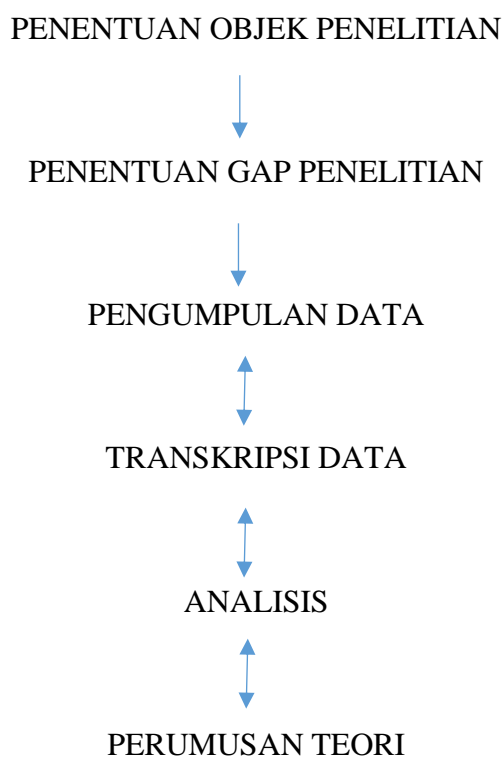 PENENTUAN OBJEK PENELITIAN
PENENTUAN GAP PENELITIAN
PENGUMPULAN DATA
TRANSKRIPSI DATA
ANALISIS
PERUMUSAN TEORI